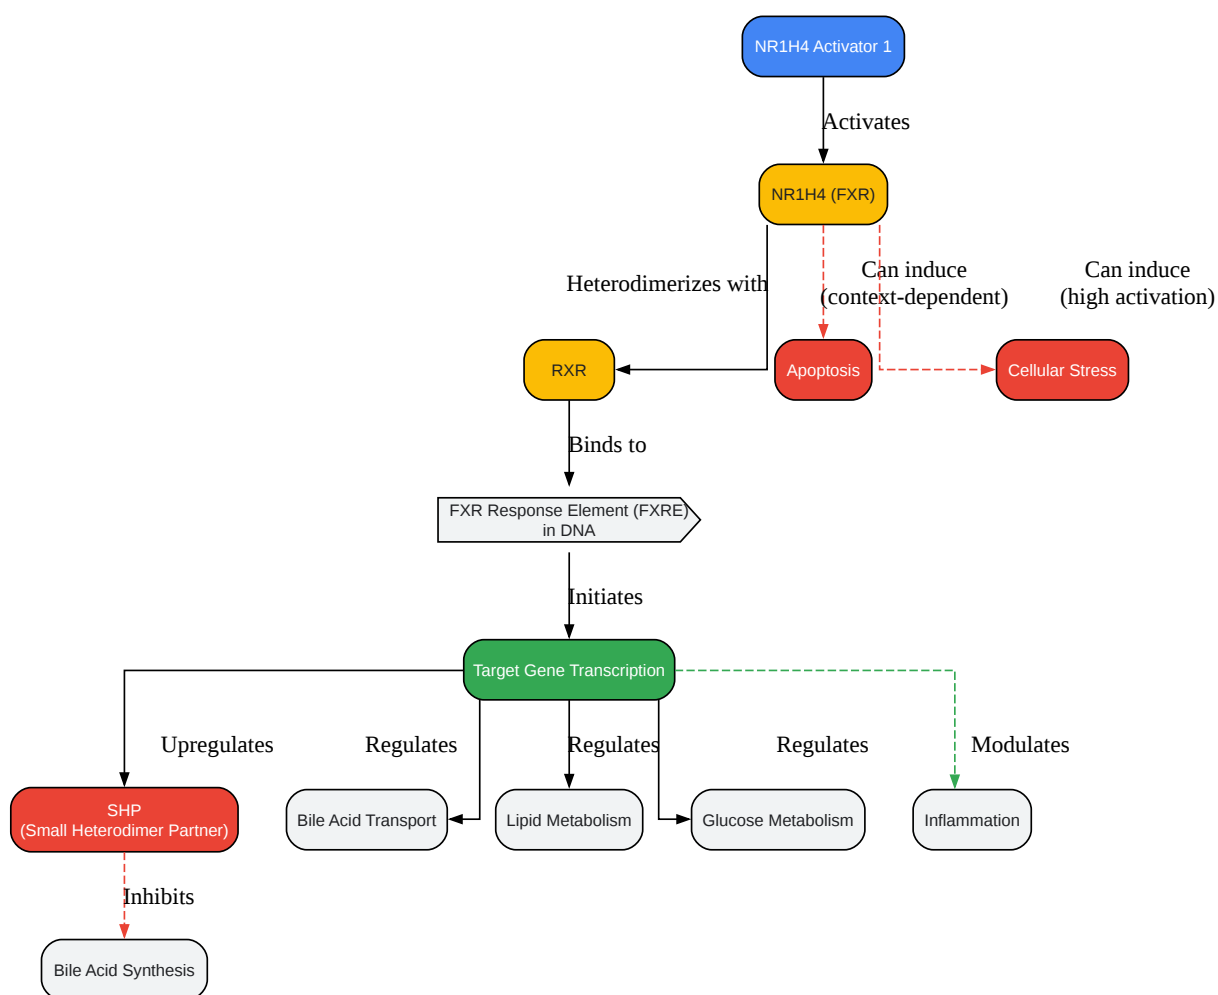 NR1H4 Activator 1
Activates
NR1H4 (FXR)
Heterodimerizes with
Can induce
(context-dependent)
Can induce
(high activation)
RXR
Apoptosis
Cellular Stress
Binds to
FXR Response Element (FXRE)
in DNA
Initiates
Target Gene Transcription
Upregulates
Regulates
Regulates
Regulates
Modulates
SHP
(Small Heterodimer Partner)
Bile Acid Transport
Lipid Metabolism
Glucose Metabolism
Inflammation
Inhibits
Bile Acid Synthesis